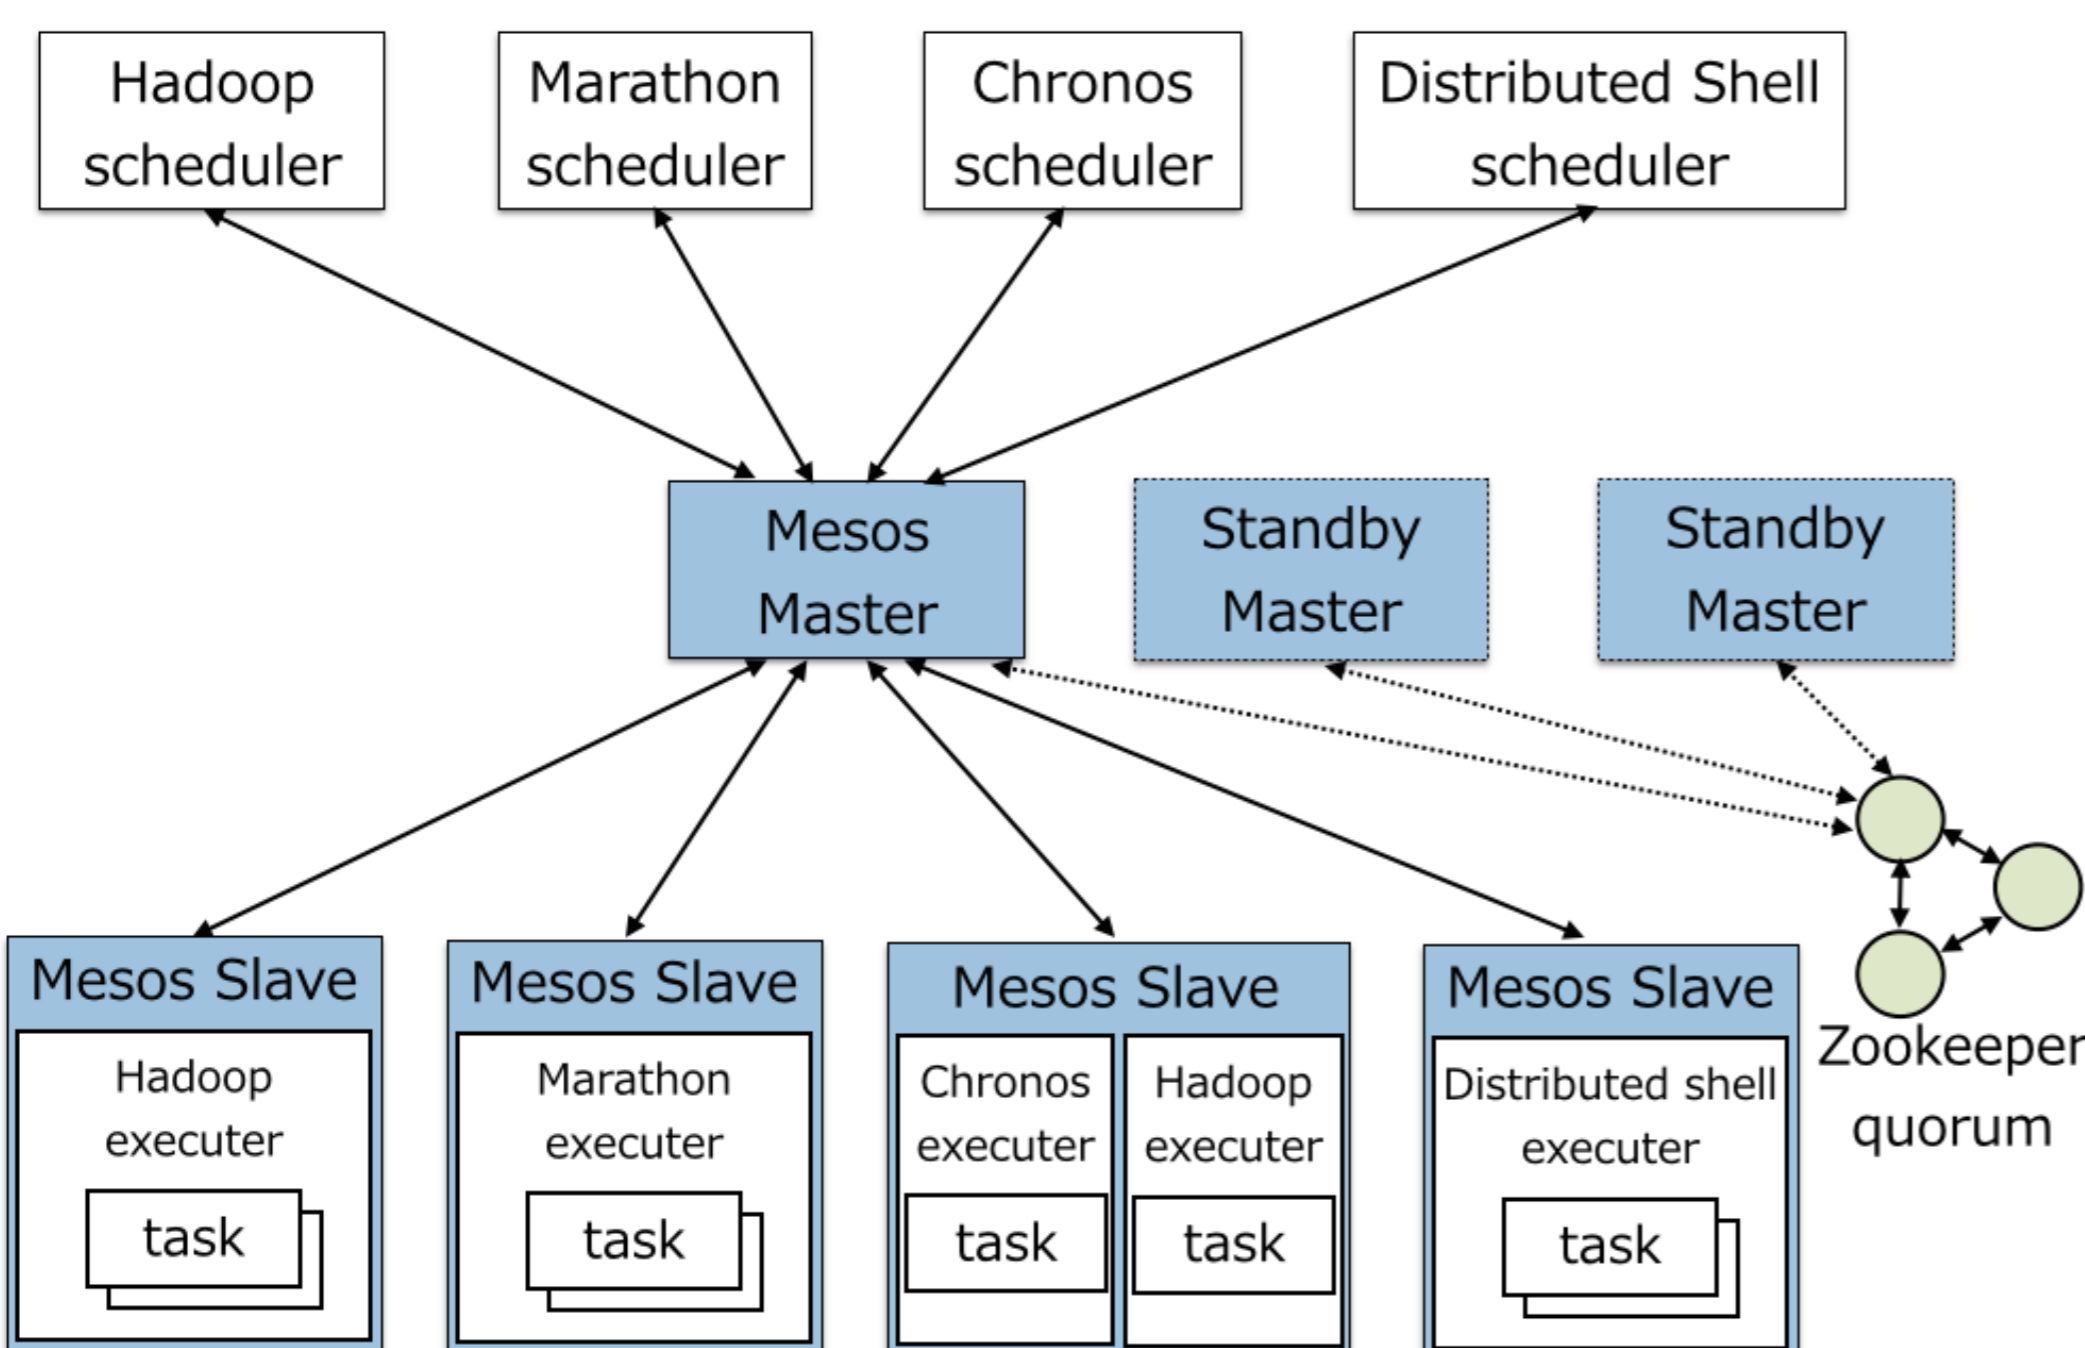 Hadoop
scheduler
Marathon
scheduler
Chronos
scheduler
Distributed Shell
scheduler
Mesos
Master
Standby
Master
Standby
Master
Mesos Slave
Hadoop
executer
task
Mesos Slave
Marathon
executer
task
Mesos Slave
Chronos
executer
task
Hadoop
executer
task
Mesos Slave
Distributed shell
executer
task
Zookeeper
quorum